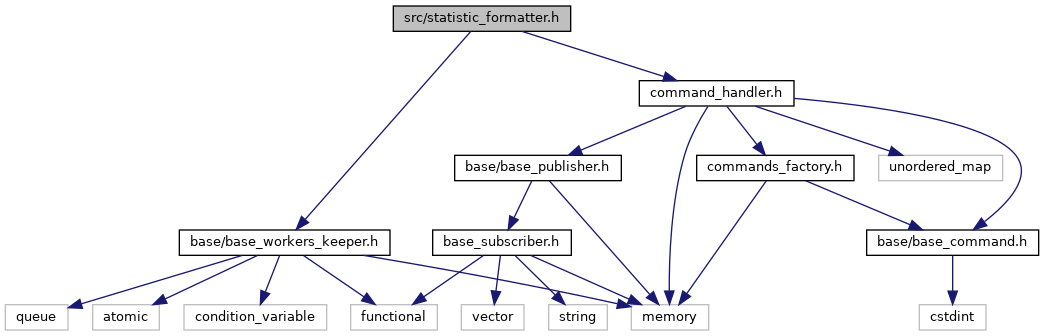 src/statistic_formatter.h
command_handler.h
base/base_publisher.h
commands_factory.h
unordered_map
base/base_workers_keeper.h
base_subscriber.h
base/base_command.h
queue
atomic
condition_variable
functional
vector
string
memory
cstdint